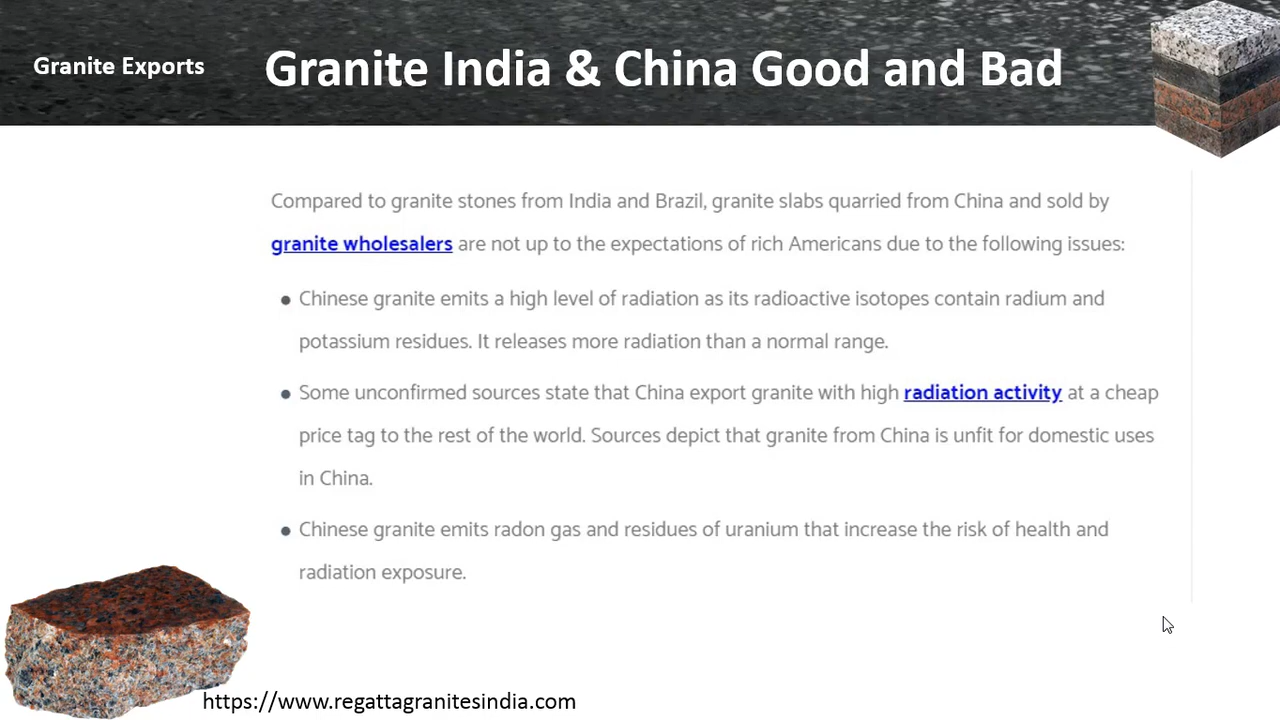 Granite Exports
Granite India & China Good and Bad
Compared to granite stones from India and Brazil, granite slabs quarried from China and sold by
granite wholesalers are not up to the expectations of rich Americans due to the following issues:
● Chinese granite emits a high level of radiation as its radioactive isotopes contain radium and
potassium residues. It releases more radiation than a normal range.
● Some unconfirmed sources state that China export granite with high radiation activity at a cheap
price tag to the rest of the world. Sources depict that granite from China is unfit for domestic uses
in China.
● Chinese granite emits radon gas and residues of uranium that increase the risk of health and
radiation exposure.
https://www.regattagranitesindia.com